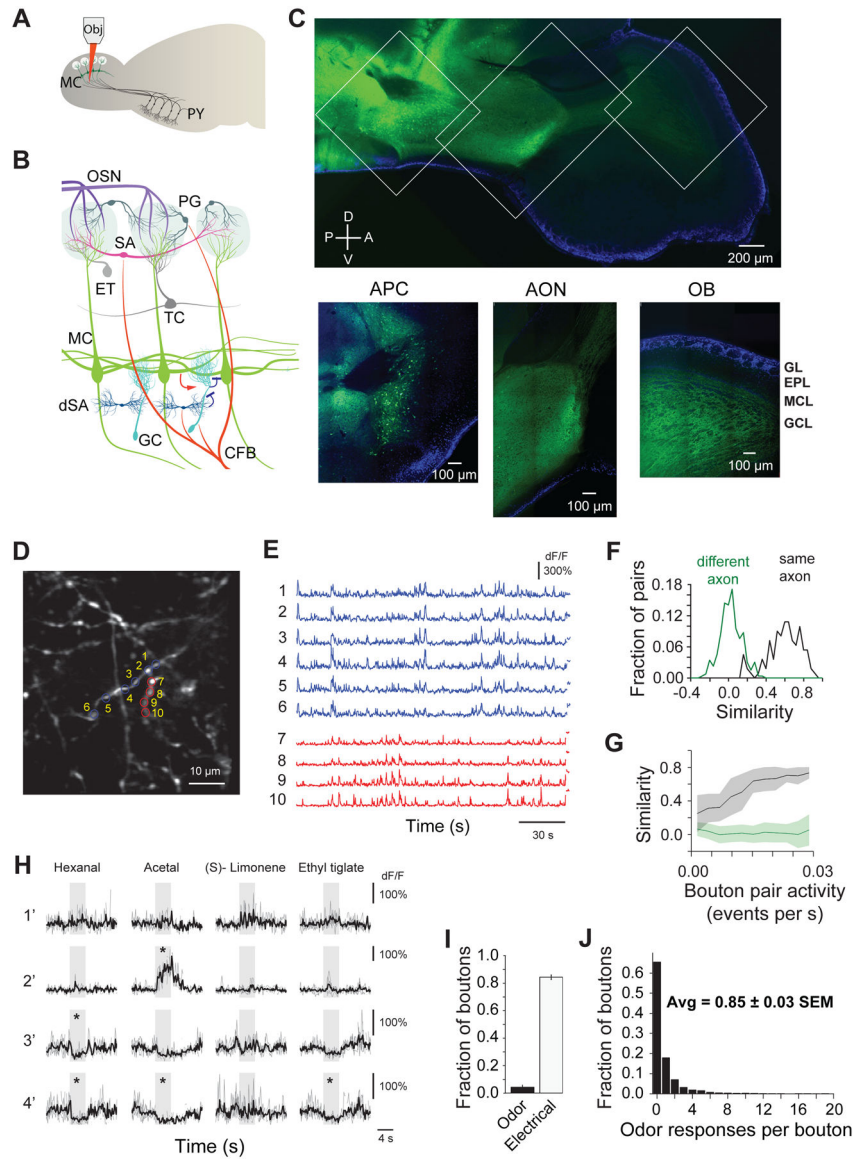 A
Obj
MC
PY
B
OSN
PG
SA
ET
TC
MC
dSA
GC
CFB
C
D
P
A
V
200 µm
APC
AON
OB
GL
EPL
MCL
GCL
100 µm
100 µm
100 µm
D
1
2
3
4
5
6
7
8
9
10
10 µm
E
dF/F
300%
1
2
3
4
5
6
7
8
9
10
Time (s)
30 s
F
different axon
same axon
Fraction of pairs
0.18
0.12
0.06
0.00
-0.4
0.0
0.4
0.8
Similarity
G
Similarity
0.8
0.4
0.0
0.00
0.03
Bouton pair activity
(events per s)
H
Hexanal
Acetal
(S)- Limonene
Ethyl tiglate
dF/F
100%
1'
*
100%
2'
*
100%
3'
* * *
100%
4'
Time (s)
4 s
I
Fraction of boutons
1.0
0.8
0.6
0.4
0.2
0.0
Odor
Electrical
J
Fraction of boutons
0.6
0.5
0.4
0.3
0.2
0.1
0.0
Avg = 0.85 ± 0.03 SEM
0
4
8
12
16
20
Odor responses per bouton